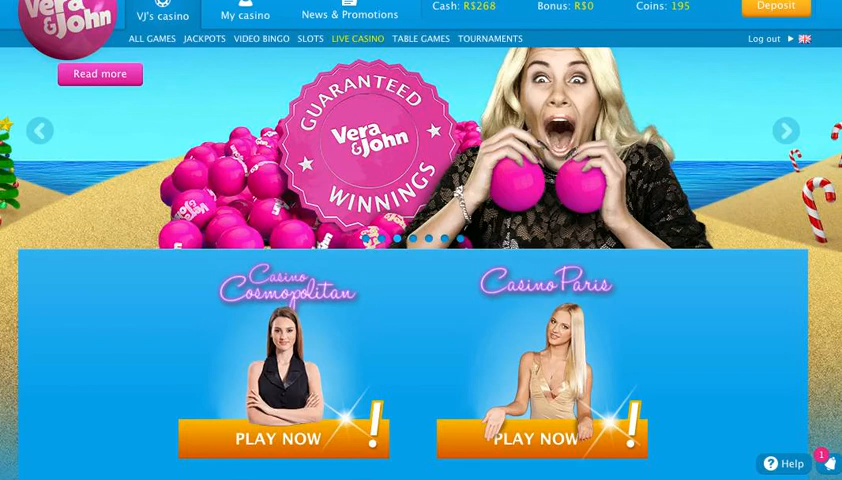 Vera
&John
VJ's casino
My casino
News & Promotions
Cash: R$268
Bonus: R$0
Coins: 195
Deposit
ALL GAMES JACKPOTS VIDEO BINGO SLOTS LIVE CASINO TABLE GAMES TOURNAMENTS
Log out
Read more
GUARANTEED
Vera
&John
WINNINGS
Casino
Cosmopolitan
Casino Paris
PLAY NOW !
PLAY NOW !
? Help
1